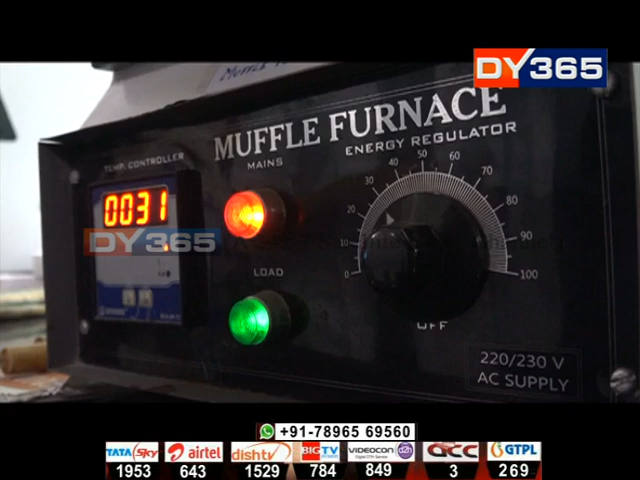 DY365
MUFFLE FURNACE
TEMP. CONTROLLER
MAINS
ENERGY REGULATOR
0031
DY365
LOAD
0 10 20 30 40 50 60 70 80 90 100
OFF
220/230 V
AC SUPPLY
+91-78965 69560
TATA Sky airtel dishtv BIGTV VIDEOCON d2h ACC GTPL
1953 643 1529 784 849 3 269